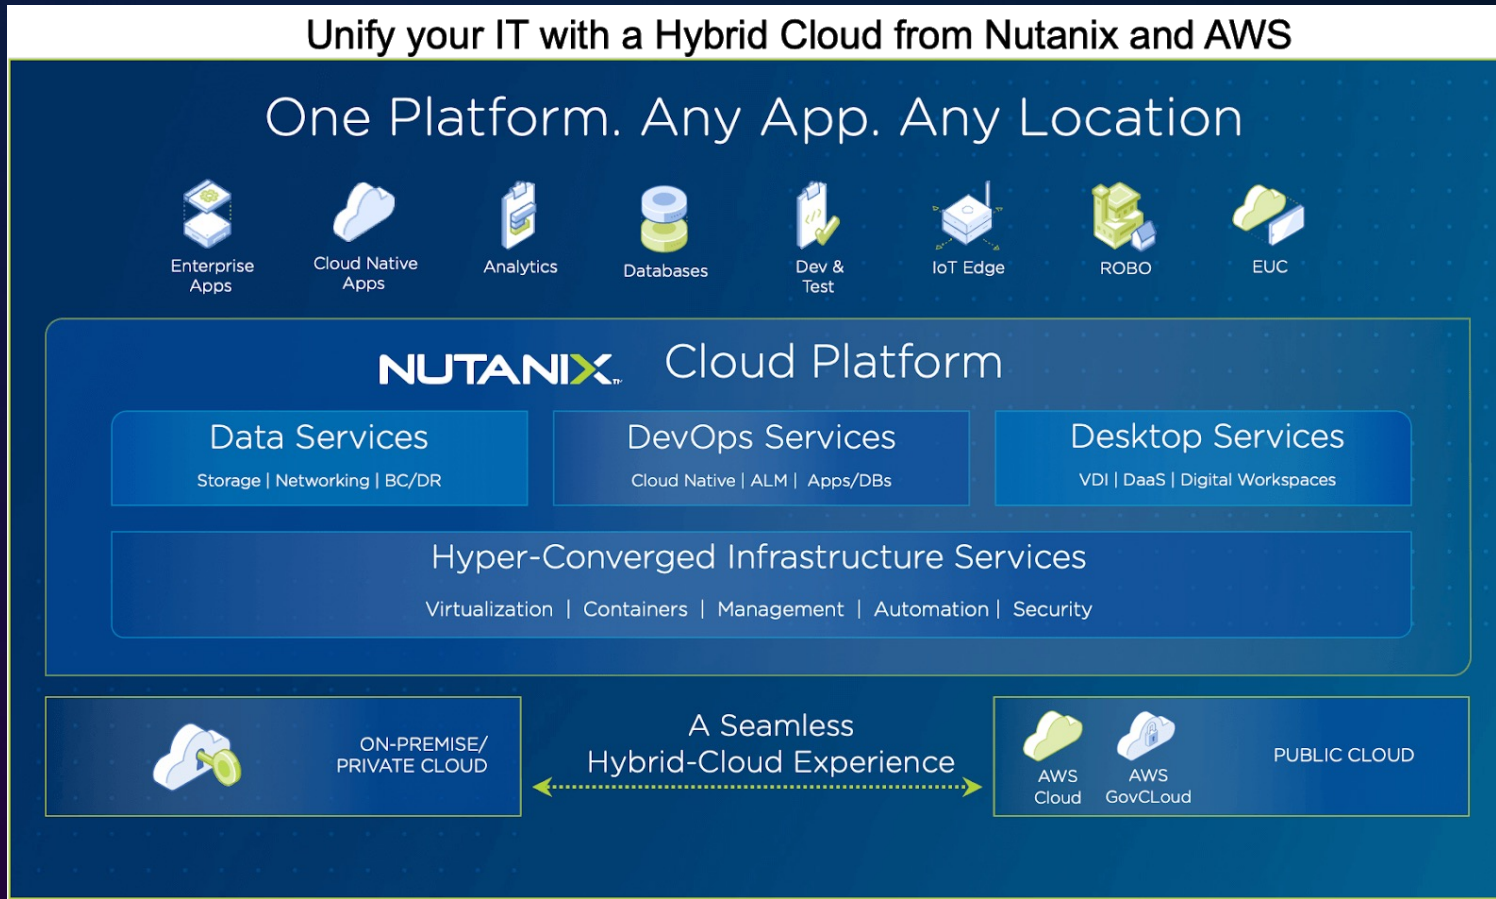 Unify your IT with a Hybrid Cloud from Nutanix and AWS
One Platform. Any App. Any Location
Enterprise
Apps
Cloud Native
Apps
Analytics
Databases
Dev &
Test
IoT Edge
ROBO
EUC
NUTANIX™ Cloud Platform
Data Services
Storage | Networking | BC/DR
DevOps Services
Cloud Native | ALM | Apps/DBs
Desktop Services
VDI | DaaS | Digital Workspaces
Hyper-Converged Infrastructure Services
Virtualization | Containers | Management | Automation | Security
ON-PREMISE/
PRIVATE CLOUD
A Seamless
Hybrid-Cloud Experience
AWS
Cloud
AWS
GovCLoud
PUBLIC CLOUD